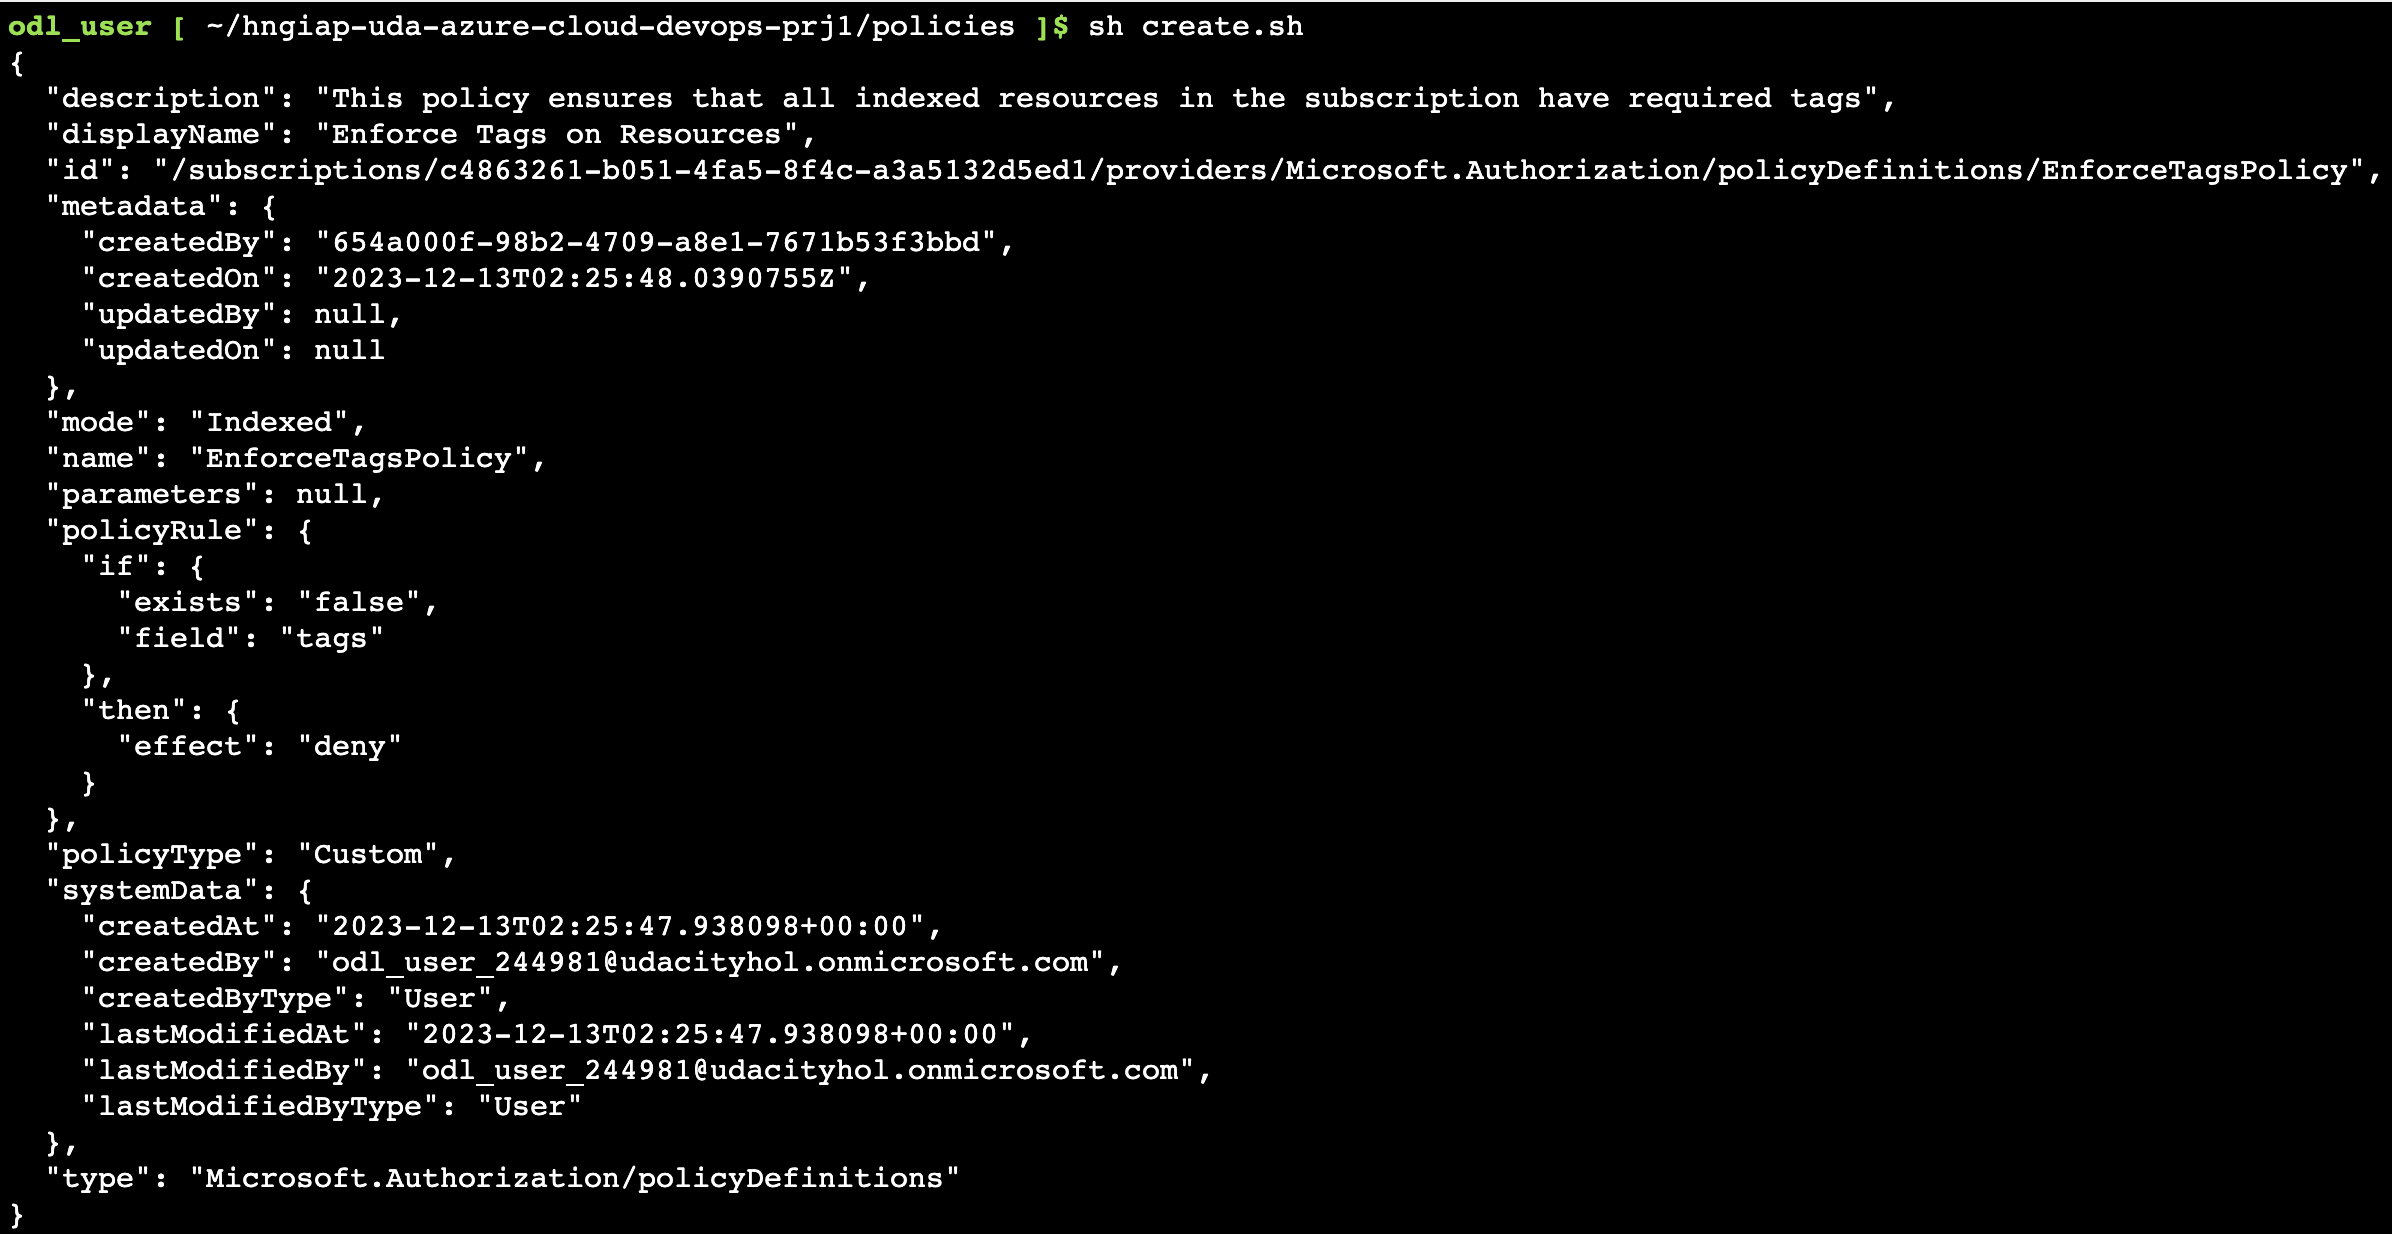 odl_user [ ~/hngiap-uda-azure-cloud-devops-prj1/policies ]$ sh create.sh
{
  "description": "This policy ensures that all indexed resources in the subscription have required tags",
  "displayName": "Enforce Tags on Resources",
  "id": "/subscriptions/c4863261-b051-4fa5-8f4c-a3a5132d5ed1/providers/Microsoft.Authorization/policyDefinitions/EnforceTagsPolicy",
  "metadata": {
    "createdBy": "654a000f-98b2-4709-a8e1-7671b53f3bbd",
    "createdOn": "2023-12-13T02:25:48.0390755Z",
    "updatedBy": null,
    "updatedOn": null
  },
  "mode": "Indexed",
  "name": "EnforceTagsPolicy",
  "parameters": null,
  "policyRule": {
    "if": {
      "exists": "false",
      "field": "tags"
    },
    "then": {
      "effect": "deny"
    }
  },
  "policyType": "Custom",
  "systemData": {
    "createdAt": "2023-12-13T02:25:47.938098+00:00",
    "createdBy": "odl_user_244981@udacityhol.onmicrosoft.com",
    "createdByType": "User",
    "lastModifiedAt": "2023-12-13T02:25:47.938098+00:00",
    "lastModifiedBy": "odl_user_244981@udacityhol.onmicrosoft.com",
    "lastModifiedByType": "User"
  },
  "type": "Microsoft.Authorization/policyDefinitions"
}